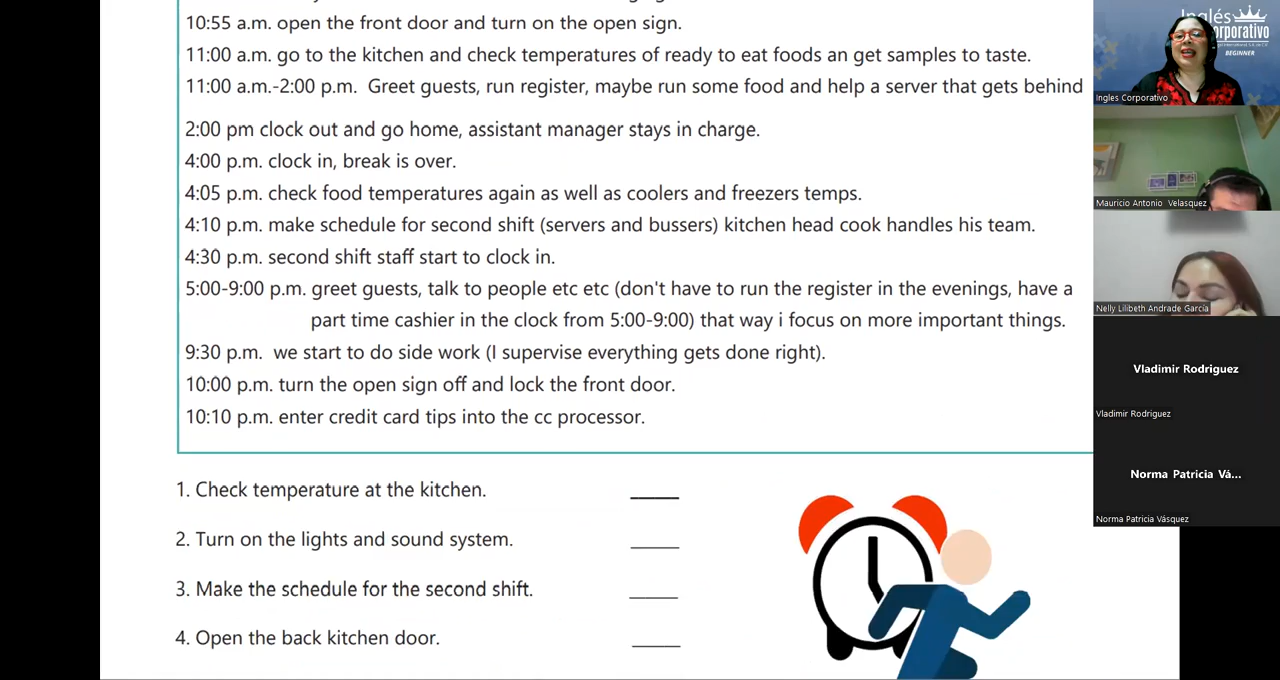 10:55 a.m. open the front door and turn on the open sign.
11:00 a.m. go to the kitchen and check temperatures of ready to eat foods an get samples to taste.
11:00 a.m.-2:00 p.m. Greet guests, run register, maybe run some food and help a server that gets behind
2:00 pm clock out and go home, assistant manager stays in charge.
4:00 p.m. clock in, break is over.
4:05 p.m. check food temperatures again as well as coolers and freezers temps.
4:10 p.m. make schedule for second shift (servers and bussers) kitchen head cook handles his team.
4:30 p.m. second shift staff start to clock in.
5:00-9:00 p.m. greet guests, talk to people etc etc (don't have to run the register in the evenings, have a
part time cashier in the clock from 5:00-9:00) that way i focus on more important things.
9:30 p.m. we start to do side work (I supervise everything gets done right).
10:00 p.m. turn the open sign off and lock the front door.
10:10 p.m. enter credit card tips into the cc processor.
1. Check temperature at the kitchen. _____
2. Turn on the lights and sound system. _____
3. Make the schedule for the second shift. _____
4. Open the back kitchen door. _____
Inglés
BEGINNER
Ingles Corporativo
Mauricio Antonio Velasquez
Nelly Lilibeth Andrade García
Vladimir Rodriguez
Vladimir Rodriguez
Norma Patricia Vá...
Norma Patricia Vásquez